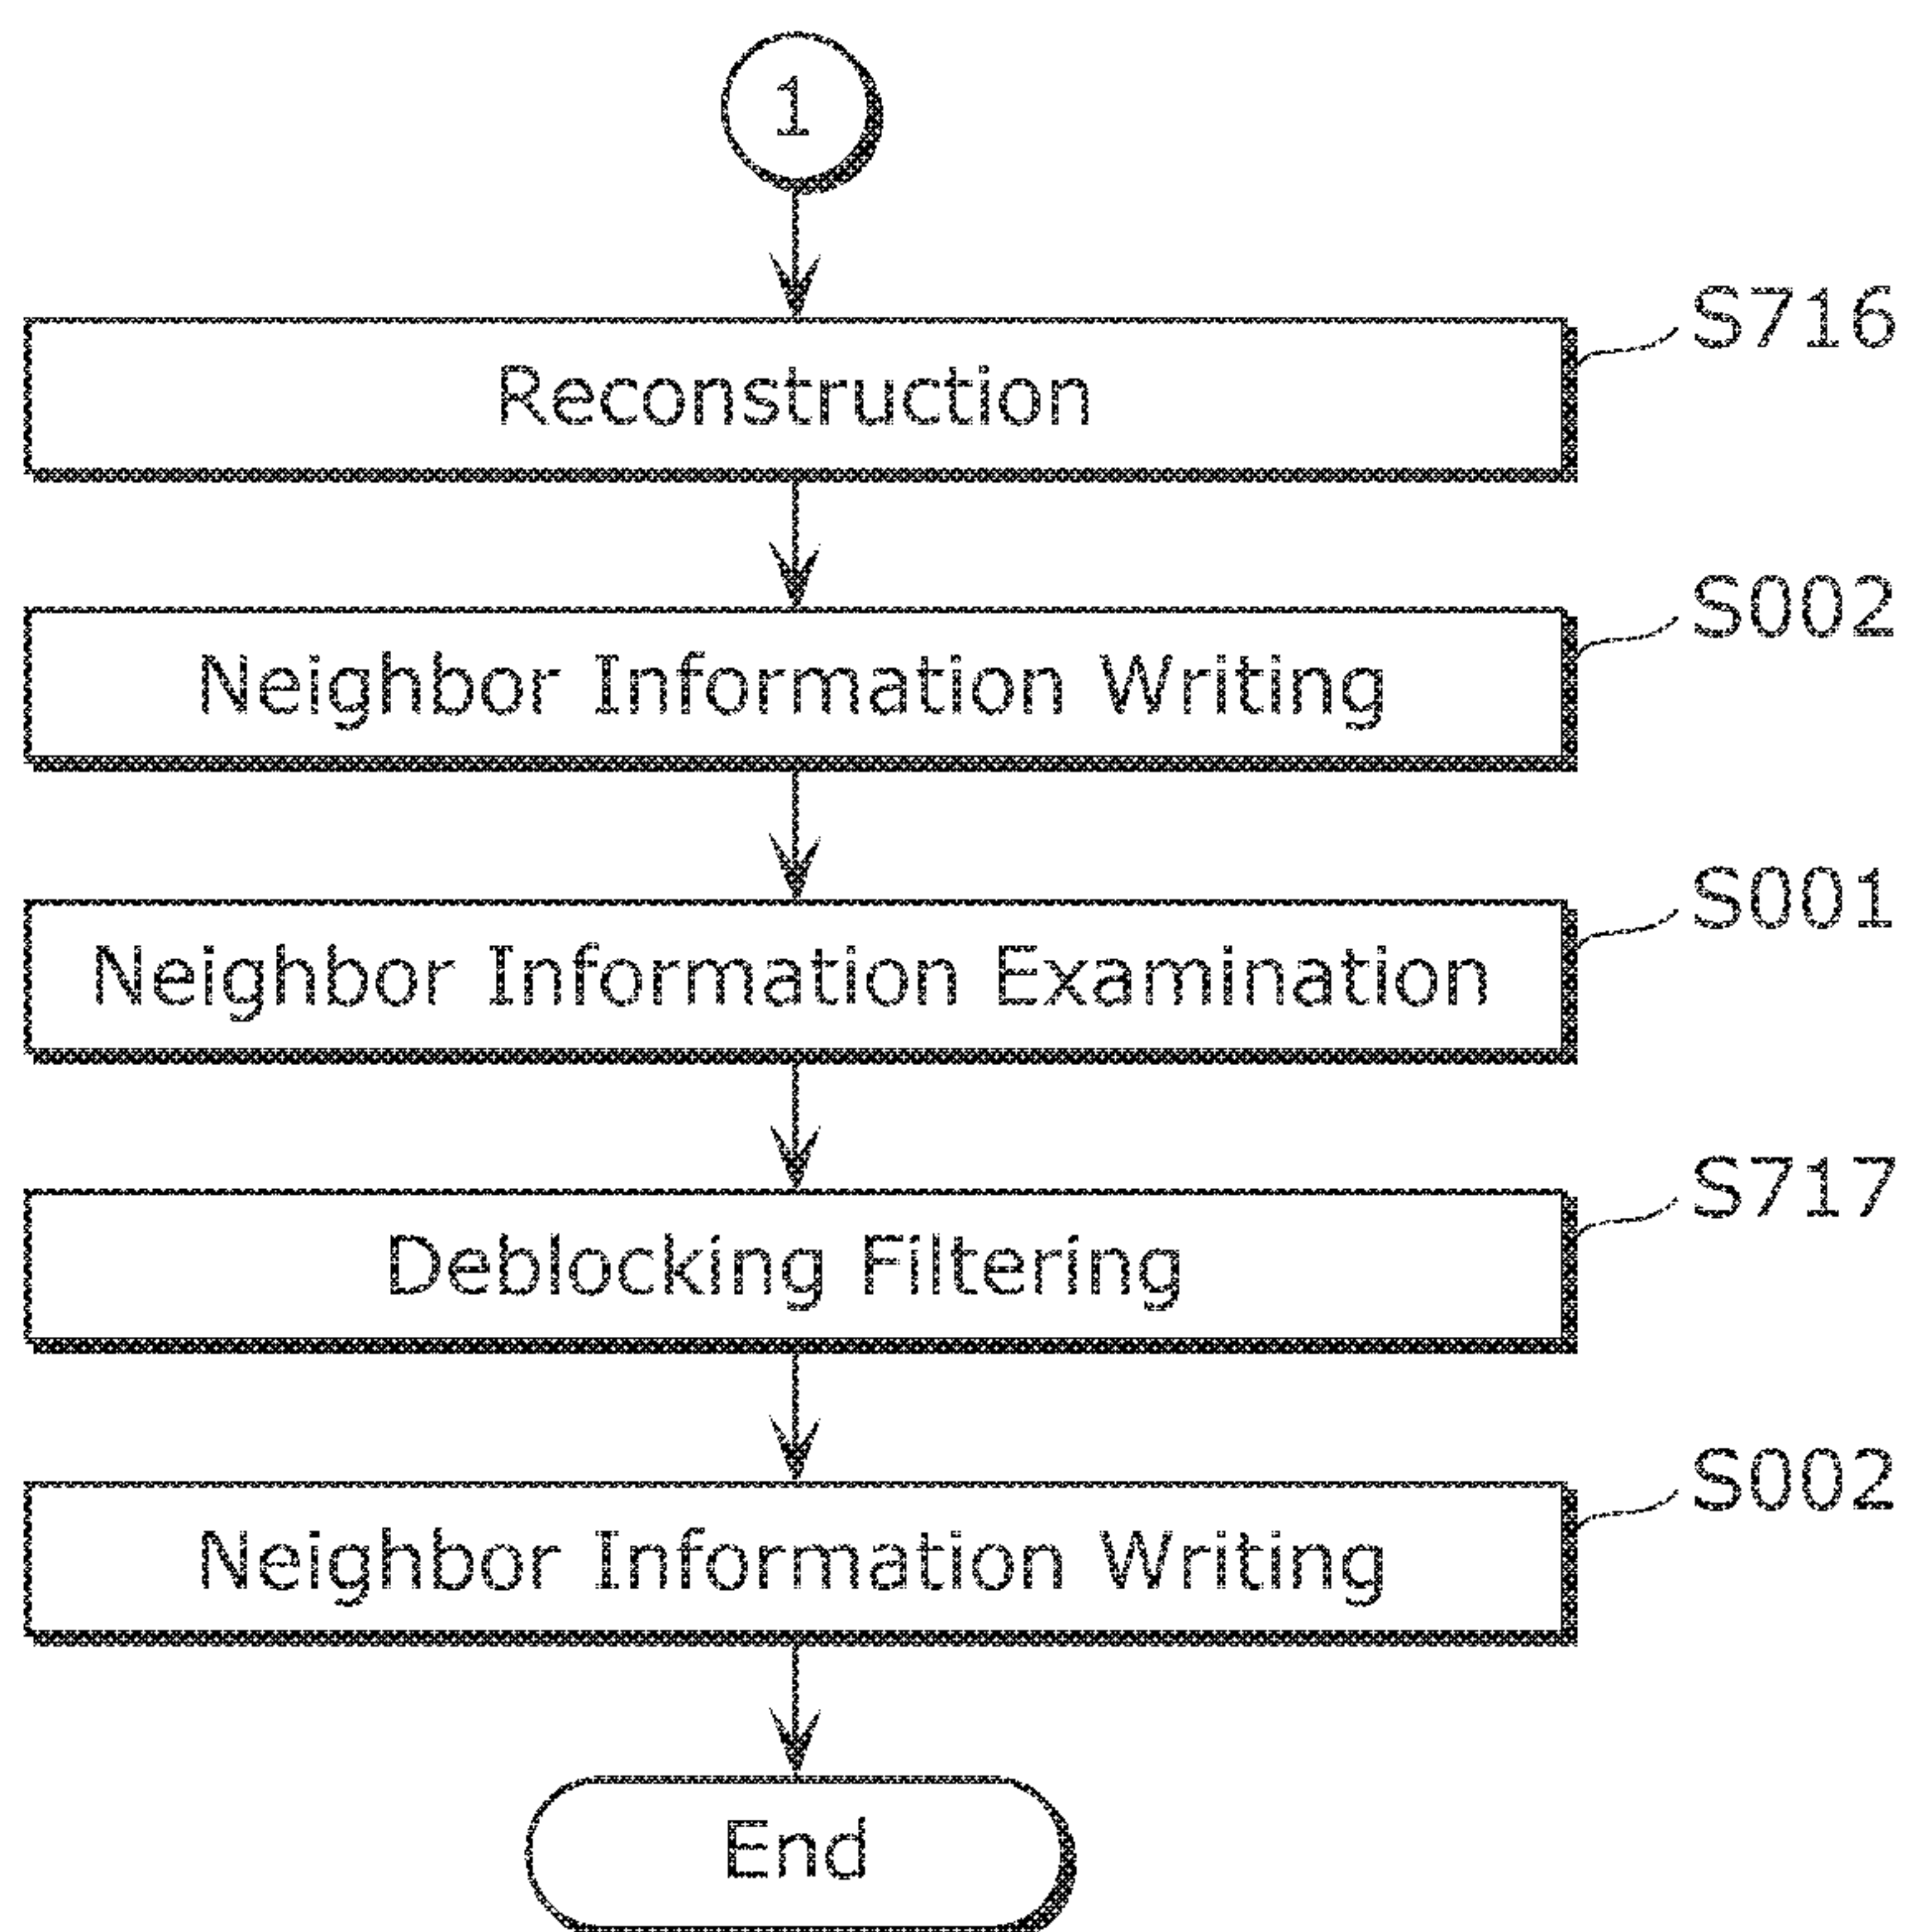 1
Reconstruction
S716
Neighbor Information Writing
S002
Neighbor Information Examination
S001
Deblocking Filtering
S717
Neighbor Information Writing
S002
End